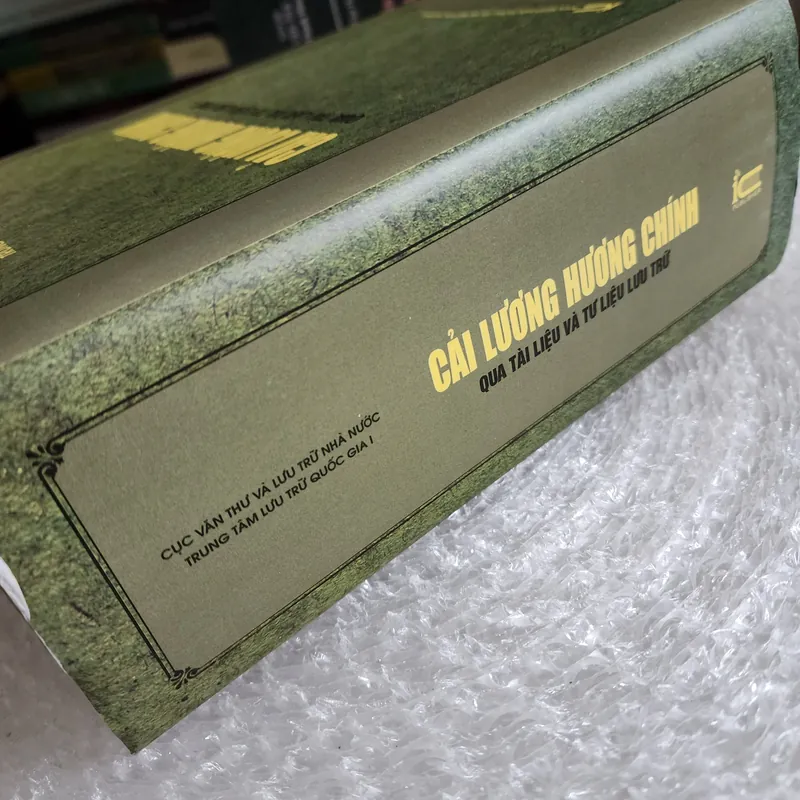 CỤC VĂN THƯ VÀ LƯU TRỮ NHÀ NƯỚC
TRUNG TÂM LƯU TRỮ QUỐC GIA I
CẢI LƯƠNG HƯƠNG CHÍNH
QUA TÀI LIỆU VÀ TƯ LIỆU LƯU TRỮ